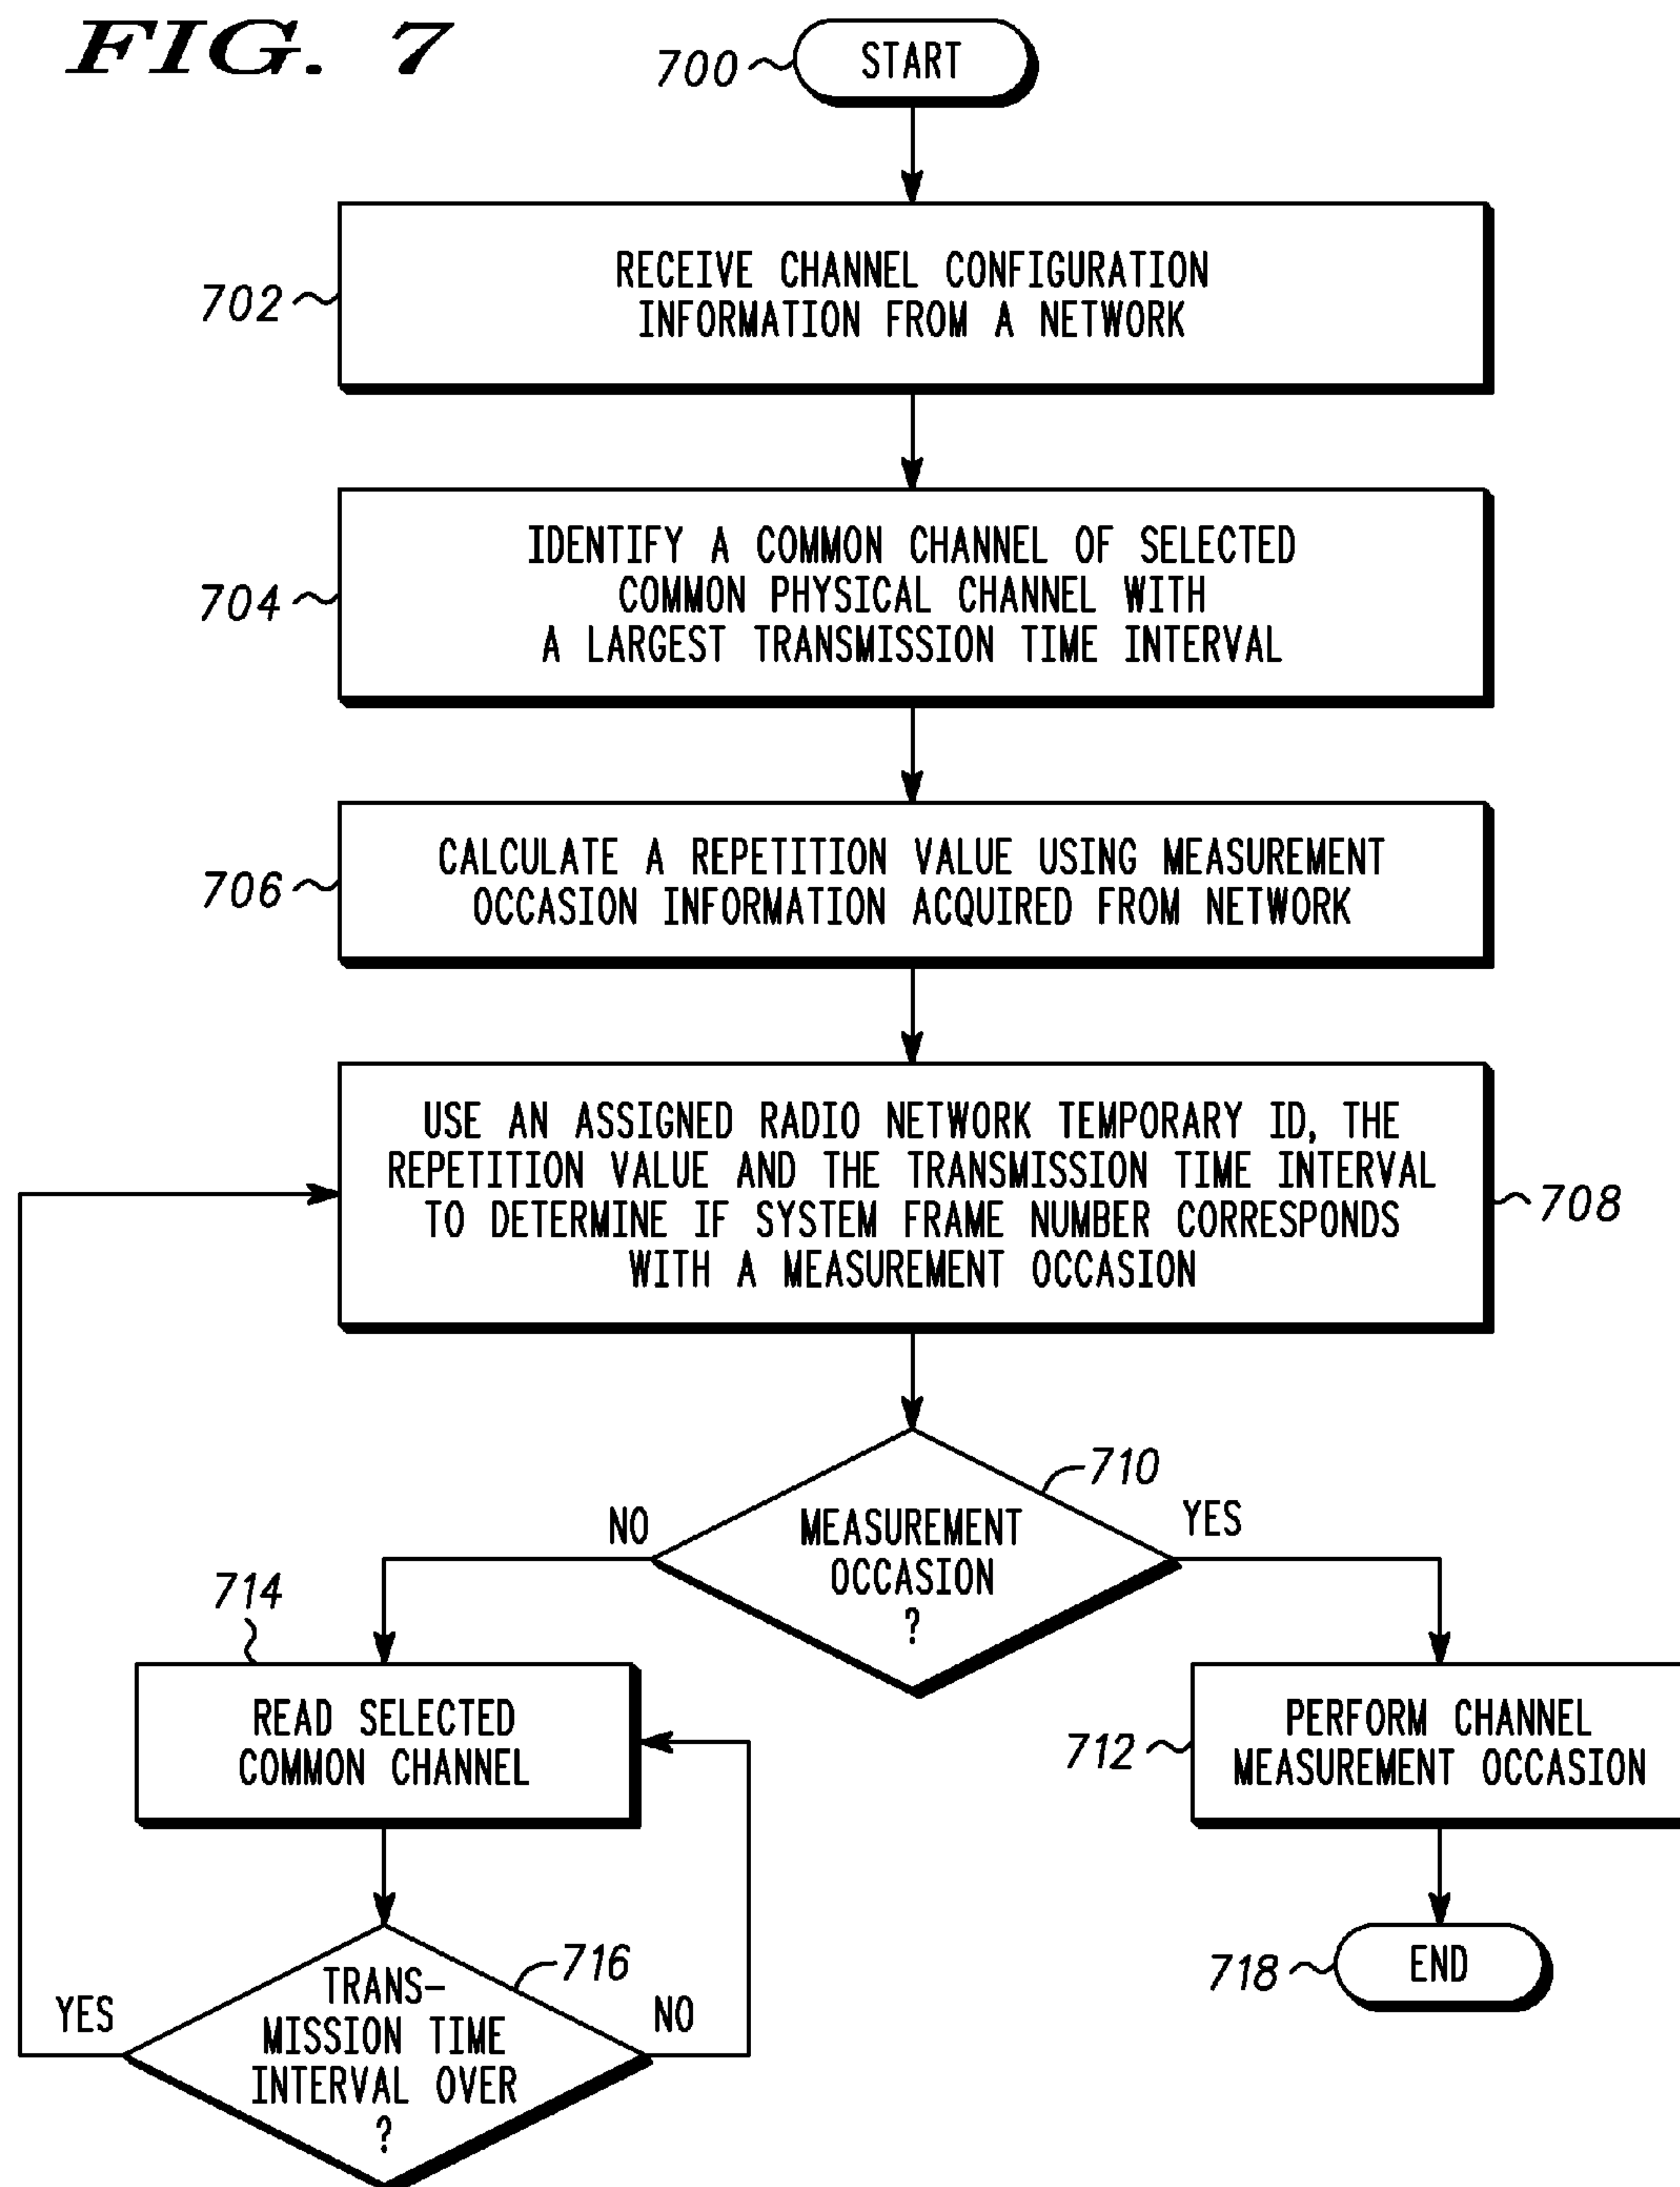 FIG. 7
700
START
702
RECEIVE CHANNEL CONFIGURATION
INFORMATION FROM A NETWORK
704
IDENTIFY A COMMON CHANNEL OF SELECTED
COMMON PHYSICAL CHANNEL WITH
A LARGEST TRANSMISSION TIME INTERVAL
706
CALCULATE A REPETITION VALUE USING MEASUREMENT
OCCASION INFORMATION ACQUIRED FROM NETWORK
USE AN ASSIGNED RADIO NETWORK TEMPORARY ID, THE
REPETITION VALUE AND THE TRANSMISSION TIME INTERVAL
TO DETERMINE IF SYSTEM FRAME NUMBER CORRESPONDS
WITH A MEASUREMENT OCCASION
708
710
NO
MEASUREMENT
OCCASION
?
YES
714
READ SELECTED
COMMON CHANNEL
712
PERFORM CHANNEL
MEASUREMENT OCCASION
716
YES
TRANS-
MISSION TIME
INTERVAL OVER
?
NO
718
END